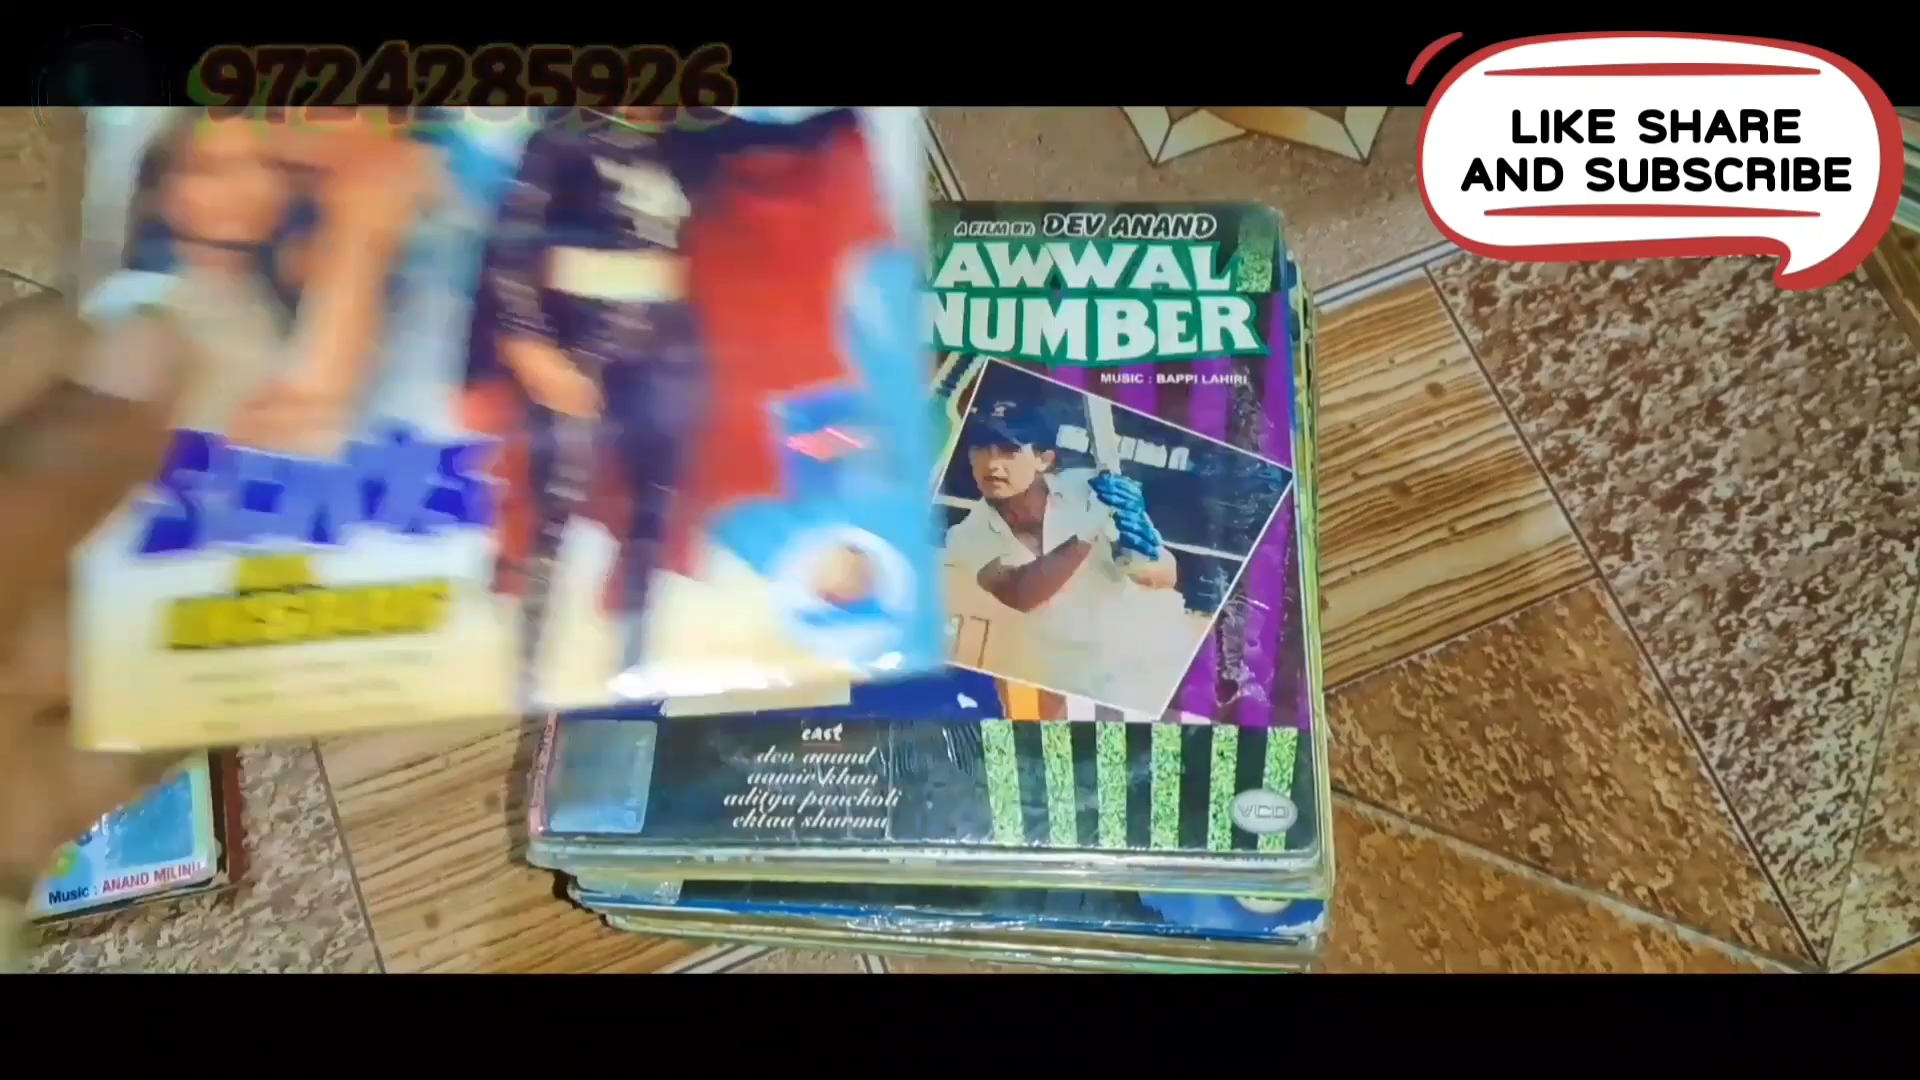 9724285926
LIKE SHARE
AND SUBSCRIBE
A FILM BY: DEV ANAND
AWWAL
NUMBER
MUSIC : BAPPI LAHIRI
77
cast
dev anand
aamir khan
aditya pancholi
ektaa sharma
VCD
Music : ANAND MILIND